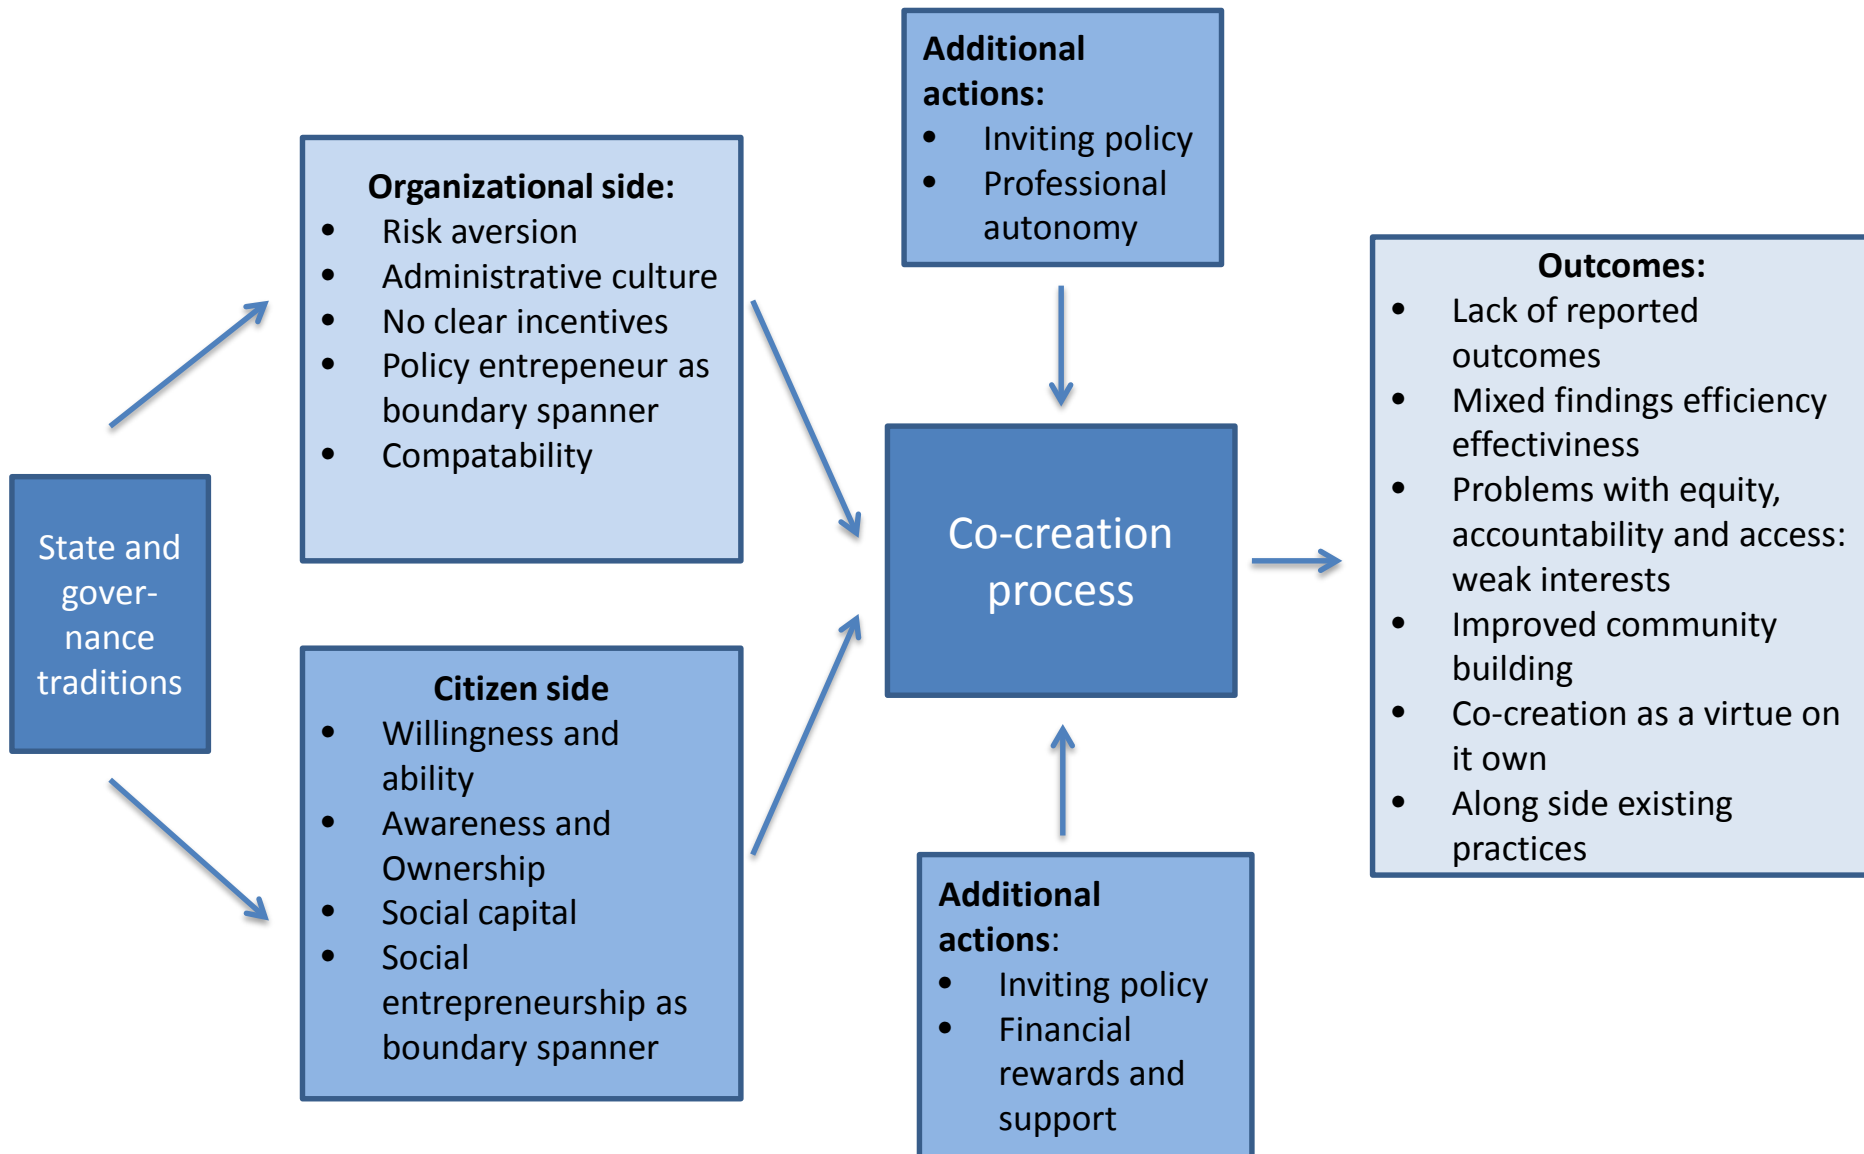 State and
gover-
nance
traditions
Organizational side:
• Risk aversion
• Administrative culture
• No clear incentives
• Policy entrepeneur as
boundary spanner
• Compatability
Citizen side
• Willingness and
ability
• Awareness and
Ownership
• Social capital
• Social
entrepreneurship as
boundary spanner
Additional
actions:
• Inviting policy
• Professional
autonomy
Co-creation
process
Additional
actions:
• Inviting policy
• Financial
rewards and
support
Outcomes:
• Lack of reported
outcomes
• Mixed findings efficiency
effectiviness
• Problems with equity,
accountability and access:
weak interests
• Improved community
building
• Co-creation as a virtue on
it own
• Along side existing
practices